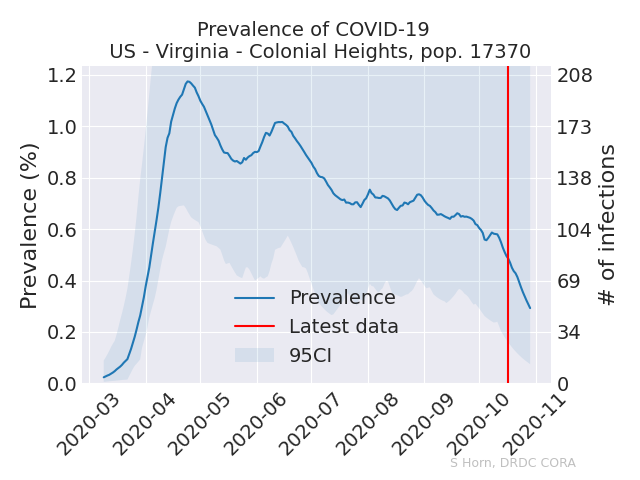 Prevalence of COVID-19
US - Virginia - Colonial Heights, pop. 17370
1.2
1.0
0.8
0.6
0.4
0.2
0.0
Prevalence (%)
208
173
138
104
69
34
0
# of infections
Prevalence
Latest data
95CI
2020-03
2020-04
2020-05
2020-06
2020-07
2020-08
2020-09
2020-10
2020-11
S Horn, DRDC CORA